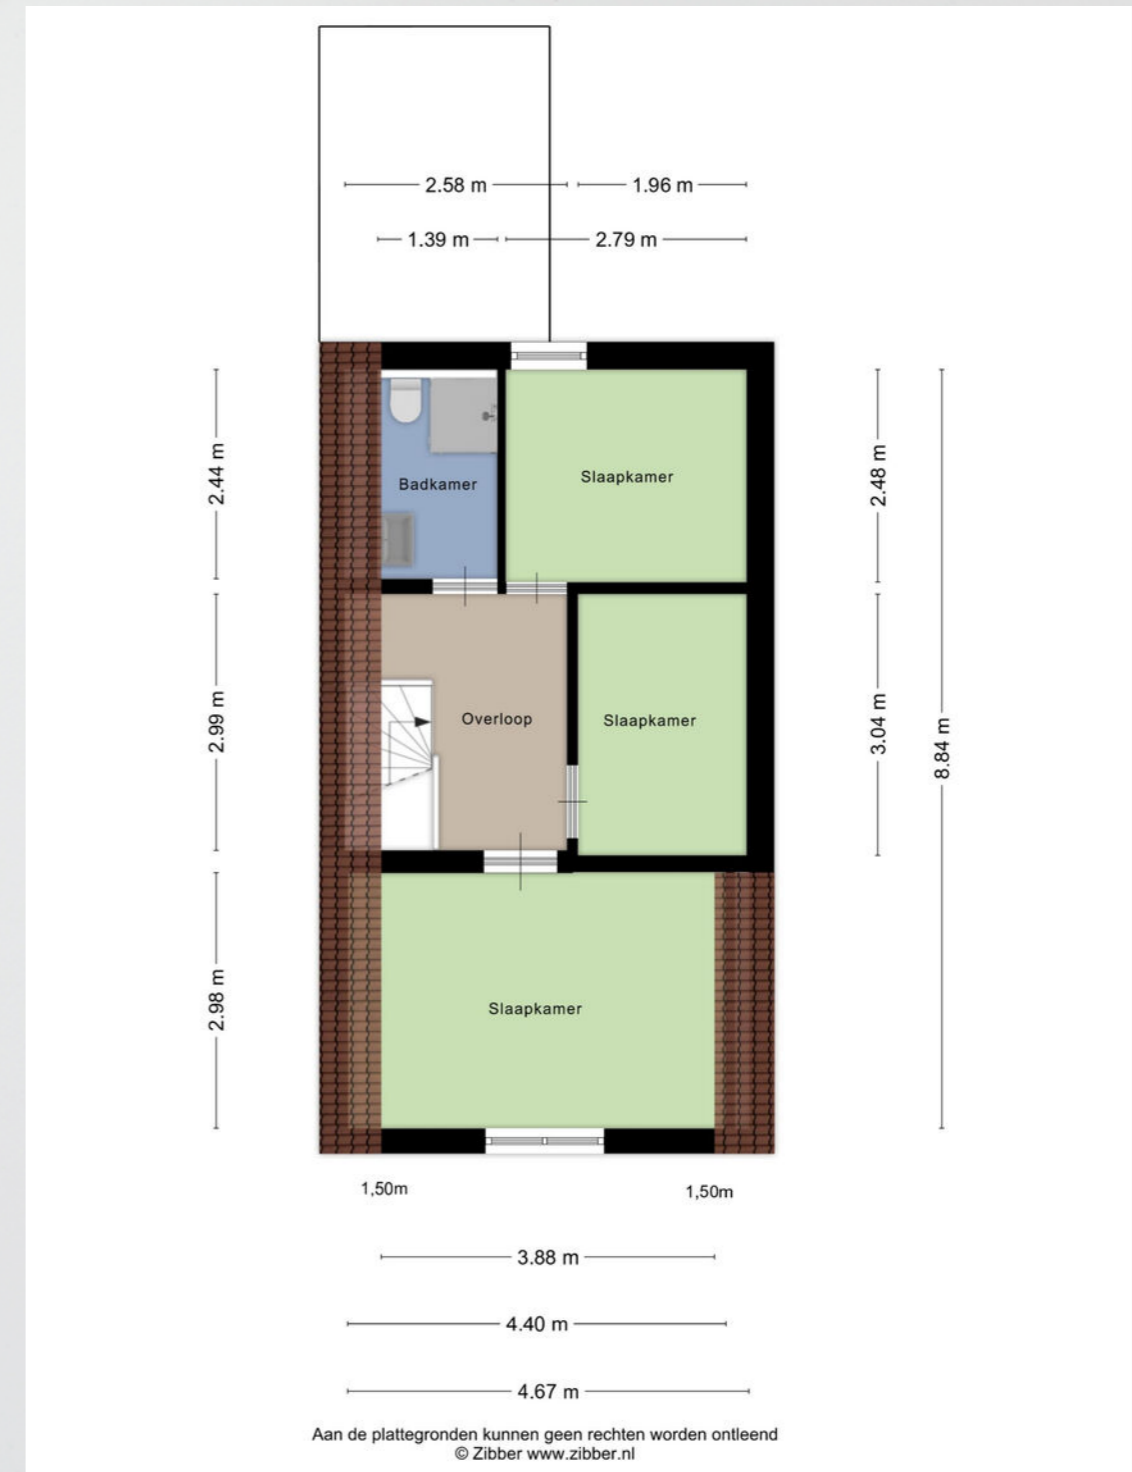 2.58 m
1.96 m
1.39 m
2.79 m
2.44 m
2.48 m
Badkamer
Slaapkamer
2.99 m
Overloop
Slaapkamer
3.04 m
8.84 m
2.98 m
Slaapkamer
1,50m
1,50m
3.88 m
4.40 m
4.67 m
Aan de plattegronden kunnen geen rechten worden ontleend
© Zibber www.zibber.nl